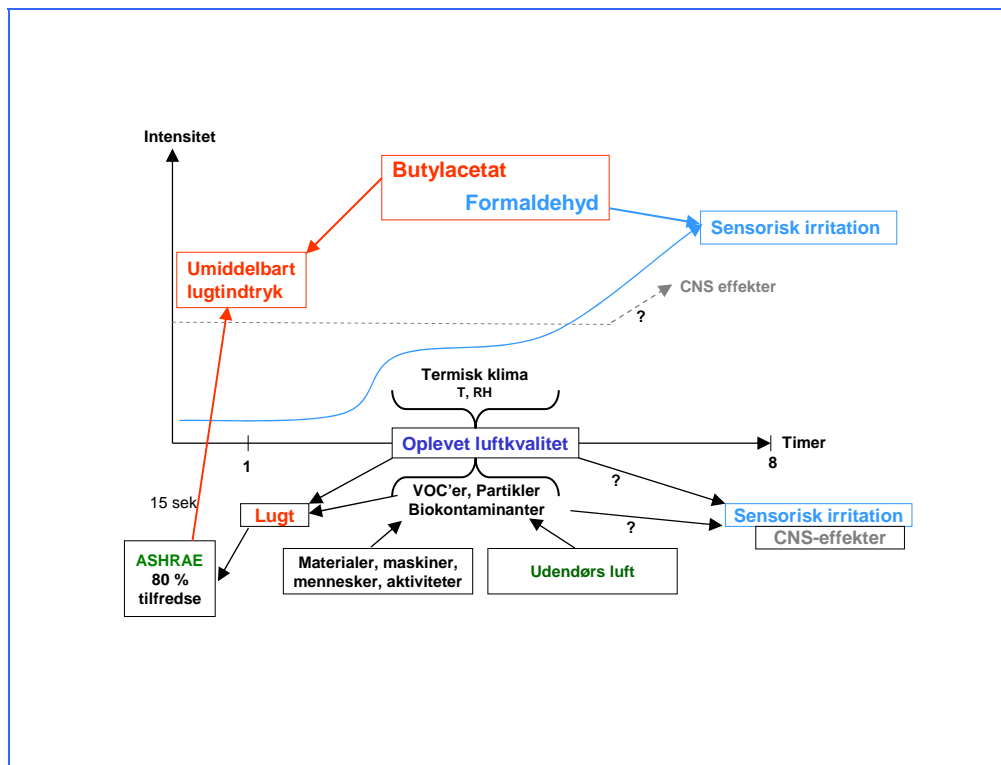 Intensitet
Butylacetat
Formaldehyd
Sensorisk irritation
Umiddelbart
lugtindtryk
CNS effekter
?
Termisk klima
T, RH
Oplevet luftkvalitet
Timer
1
8
?
VOC'er, Partikler
Biokontaminanter
15 sek
Lugt
?
Sensorisk irritation
CNS-effekter
ASHRAE
80 %
tilfredse
Materialer, maskiner,
mennesker, aktiviteter
Udendørs luft